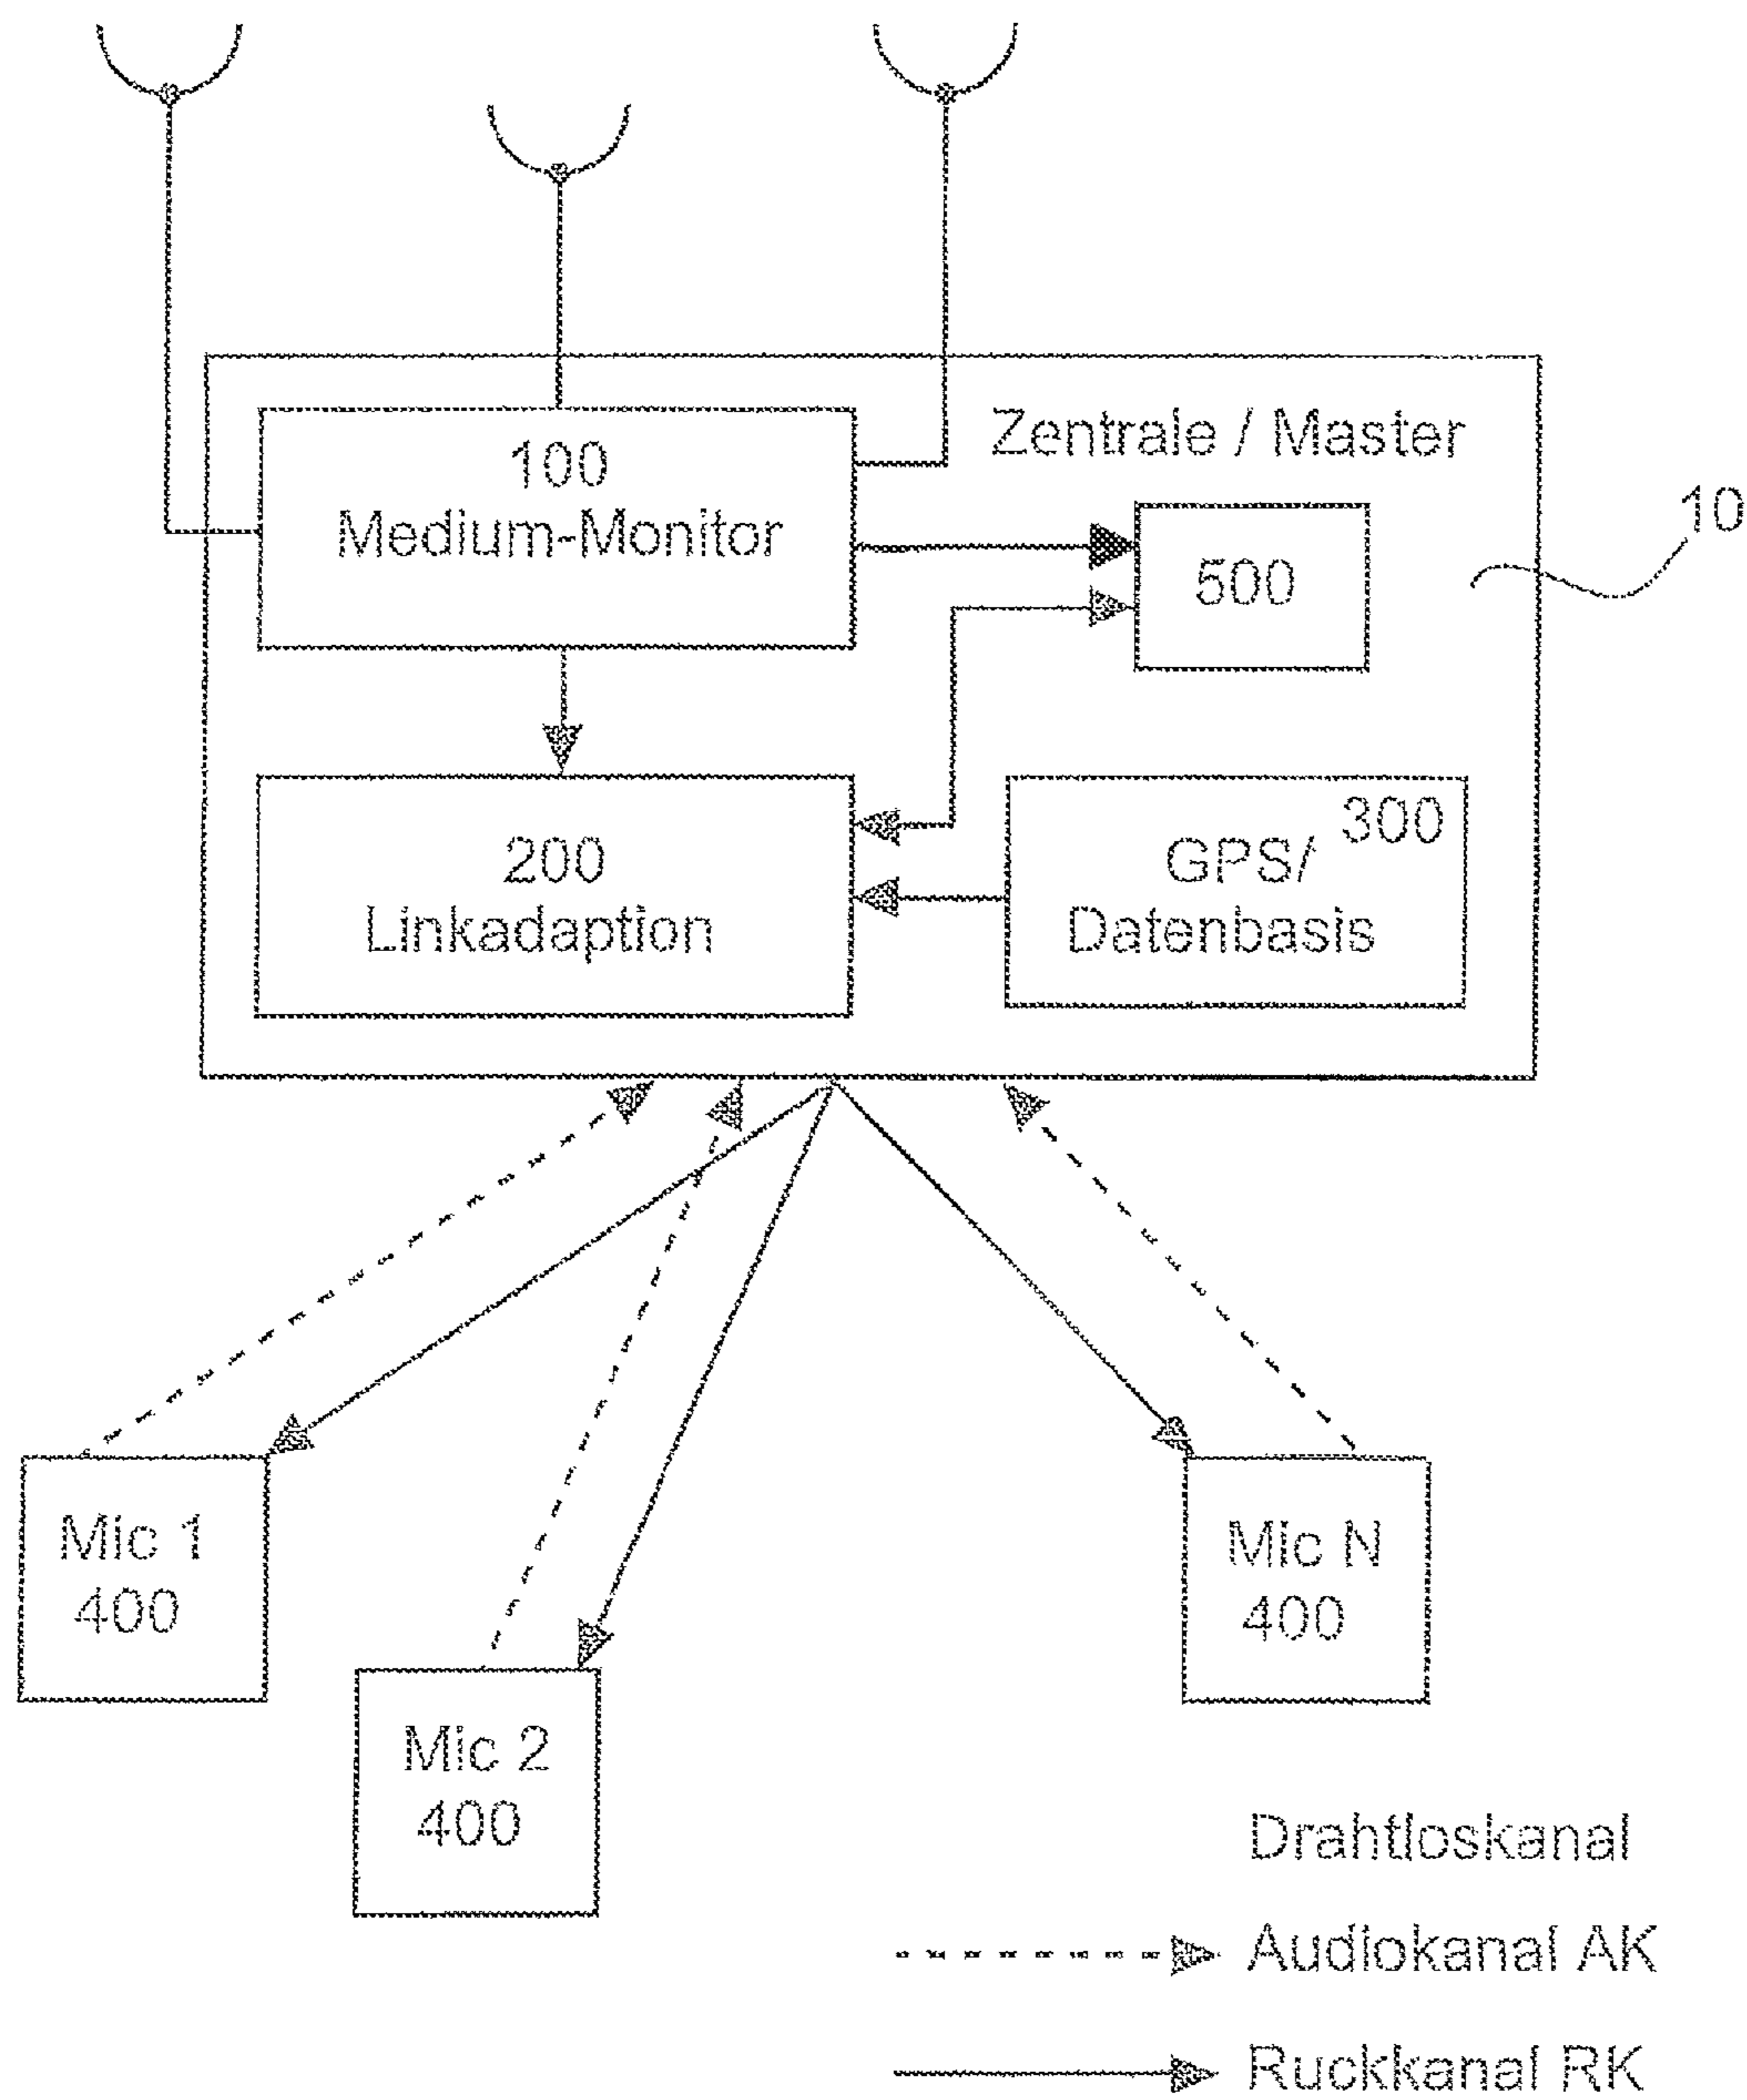 Zentrale / Master
100
Medium-Monitor
10
500
300
GPS/
Datenbasis
200
Linkadaption
Mic 1
400
Mic N
400
Mic 2
400
Drahtloskanal
Audiokanal AK
Ruckkanal RK